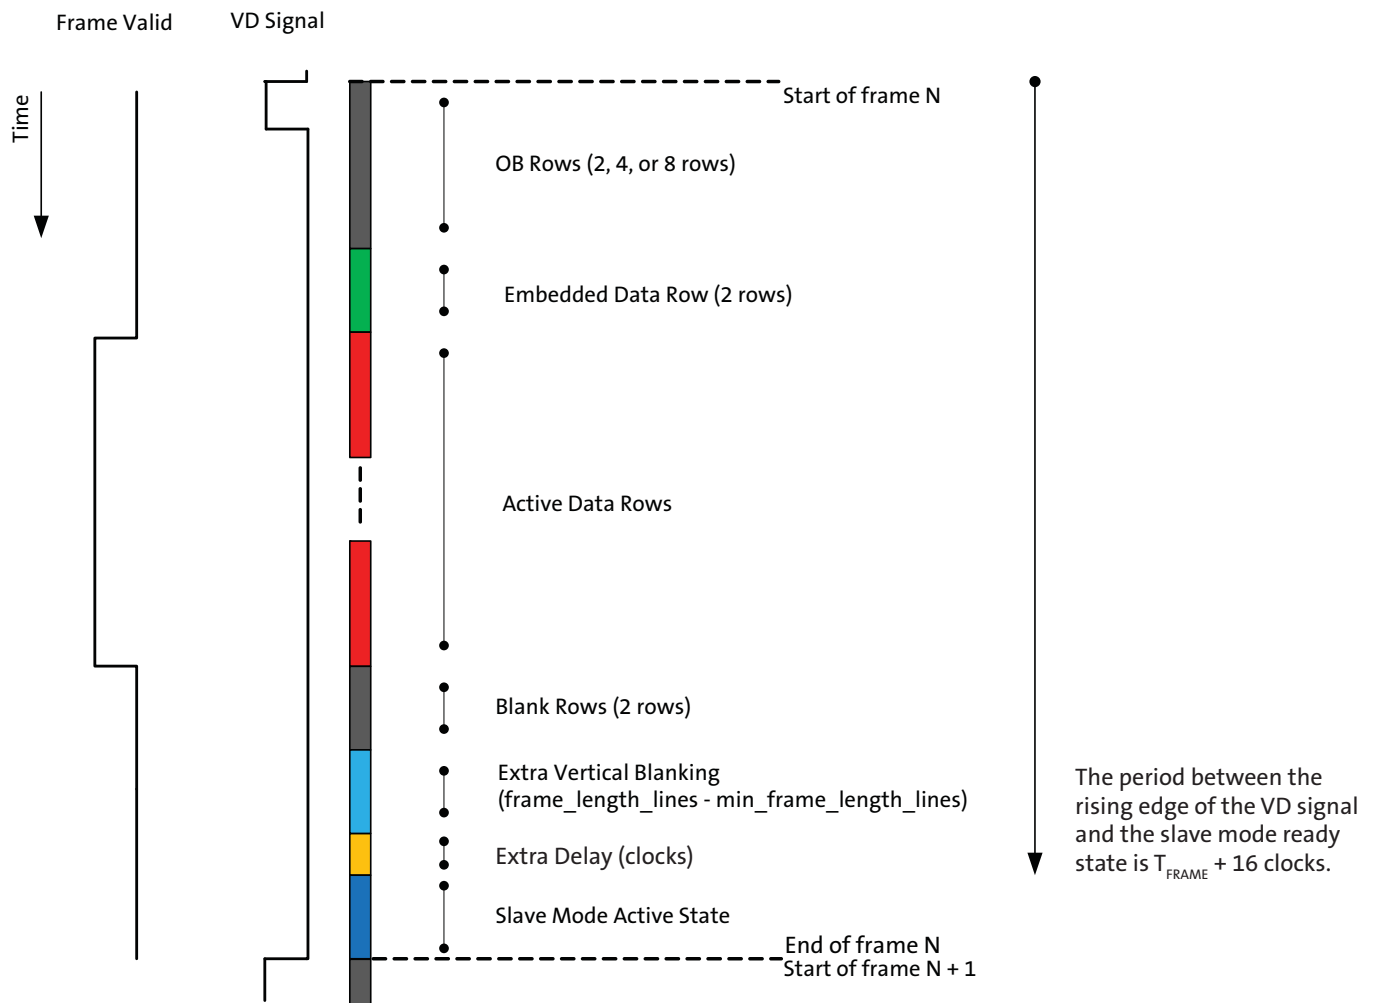 Frame Valid
VD Signal
Time
Start of frame N
OB Rows (2, 4, or 8 rows)
Embedded Data Row (2 rows)
Active Data Rows
Blank Rows (2 rows)
Extra Vertical Blanking
(frame_length_lines - min_frame_length_lines)
Extra Delay (clocks)
Slave Mode Active State
End of frame N
Start of frame N + 1
The period between the
rising edge of the VD signal
and the slave mode ready
state is TFRAME + 16 clocks.